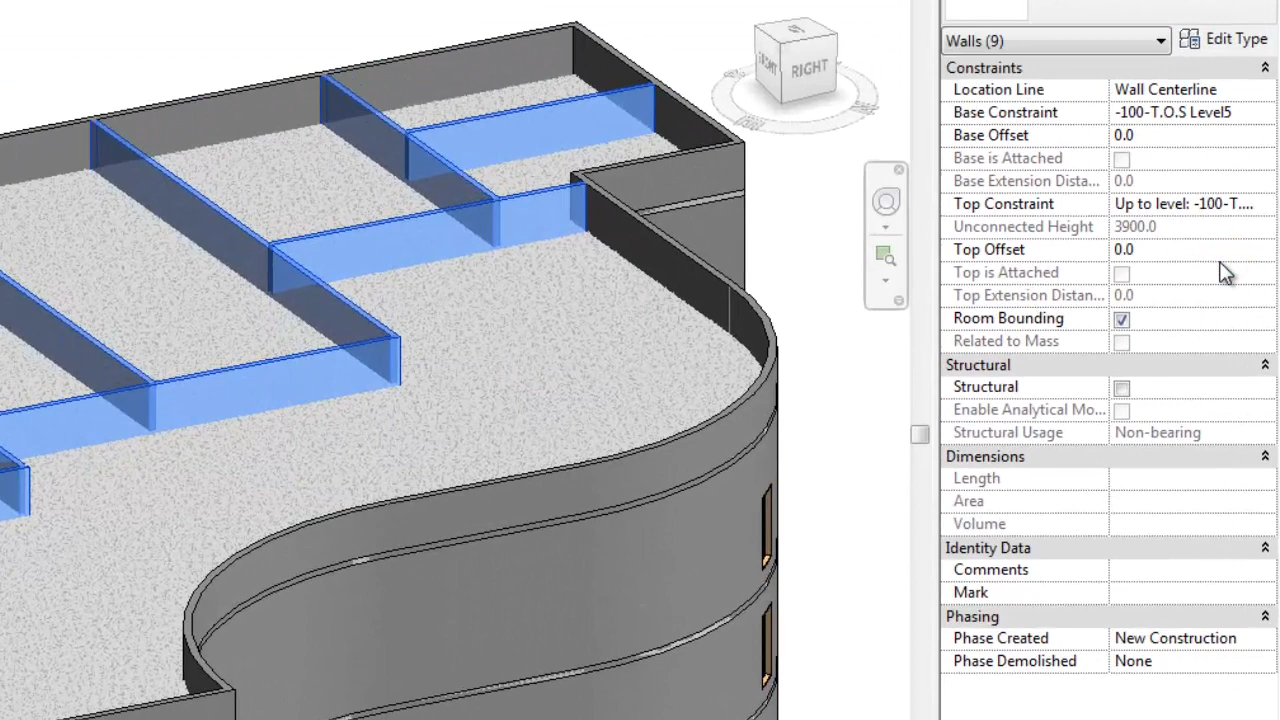 FRONT
RIGHT
Walls (9)
Edit Type
Constraints
Location Line Wall Centerline
Base Constraint -100-T.O.S Level5
Base Offset 0.0
Base is Attached
Base Extension Dista... 0.0
Top Constraint Up to level: -100-T....
Unconnected Height 3900.0
Top Offset 0.0
Top is Attached
Top Extension Distan... 0.0
Room Bounding
Related to Mass
Structural
Structural
Enable Analytical Mo...
Structural Usage Non-bearing
Dimensions
Length
Area
Volume
Identity Data
Comments
Mark
Phasing
Phase Created New Construction
Phase Demolished None